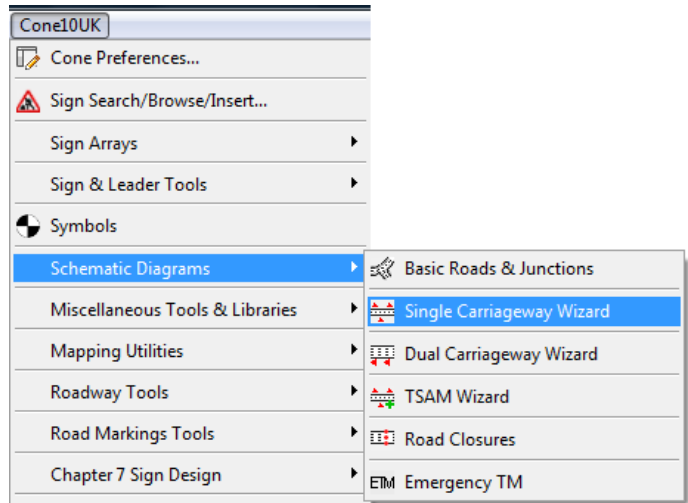 Cone10UK
Cone Preferences...
Sign Search/Browse/Insert...
Sign Arrays
Sign & Leader Tools
Symbols
Schematic Diagrams
Miscellaneous Tools & Libraries
Mapping Utilities
Roadway Tools
Road Markings Tools
Chapter 7 Sign Design
Basic Roads & Junctions
Single Carriageway Wizard
Dual Carriageway Wizard
TSAM Wizard
Road Closures
ETM Emergency TM